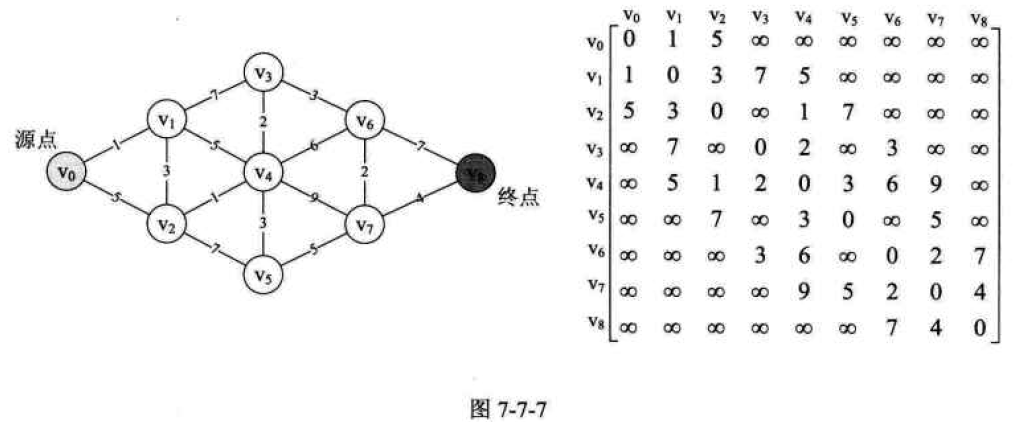 源点
终点
v₀
v₁
v₂
v₃
v₄
v₅
v₆
v₇
v₈
1
5
7
5
3
1
7
2
3
3
6
9
5
2
7
4
v₀ v₁ v₂ v₃ v₄ v₅ v₆ v₇ v₈
v₀ 0 1 5 ∞ ∞ ∞ ∞ ∞ ∞
v₁ 1 0 3 7 5 ∞ ∞ ∞ ∞
v₂ 5 3 0 ∞ 1 7 ∞ ∞ ∞
v₃ ∞ 7 ∞ 0 2 ∞ 3 ∞ ∞
v₄ ∞ 5 1 2 0 3 6 9 ∞
v₅ ∞ ∞ 7 ∞ 3 0 ∞ 5 ∞
v₆ ∞ ∞ ∞ 3 6 ∞ 0 2 7
v₇ ∞ ∞ ∞ ∞ 9 5 2 0 4
v₈ ∞ ∞ ∞ ∞ ∞ ∞ 7 4 0
图 7-7-7